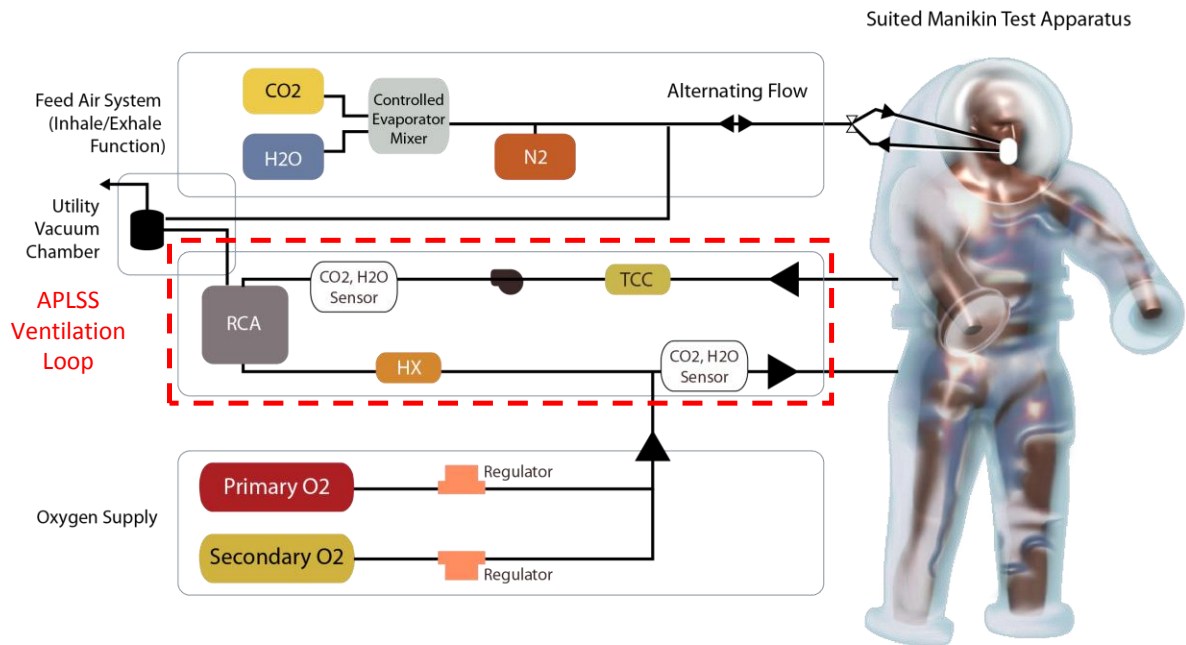 Suited Manikin Test Apparatus
Feed Air System
(Inhale/Exhale
Function)
CO2
H2O
Controlled
Evaporator
Mixer
N2
Alternating Flow
Utility
Vacuum
Chamber
APLSS
Ventilation
Loop
RCA
CO2, H2O
Sensor
TCC
HX
CO2, H2O
Sensor
Oxygen Supply
Primary O2
Regulator
Secondary O2
Regulator